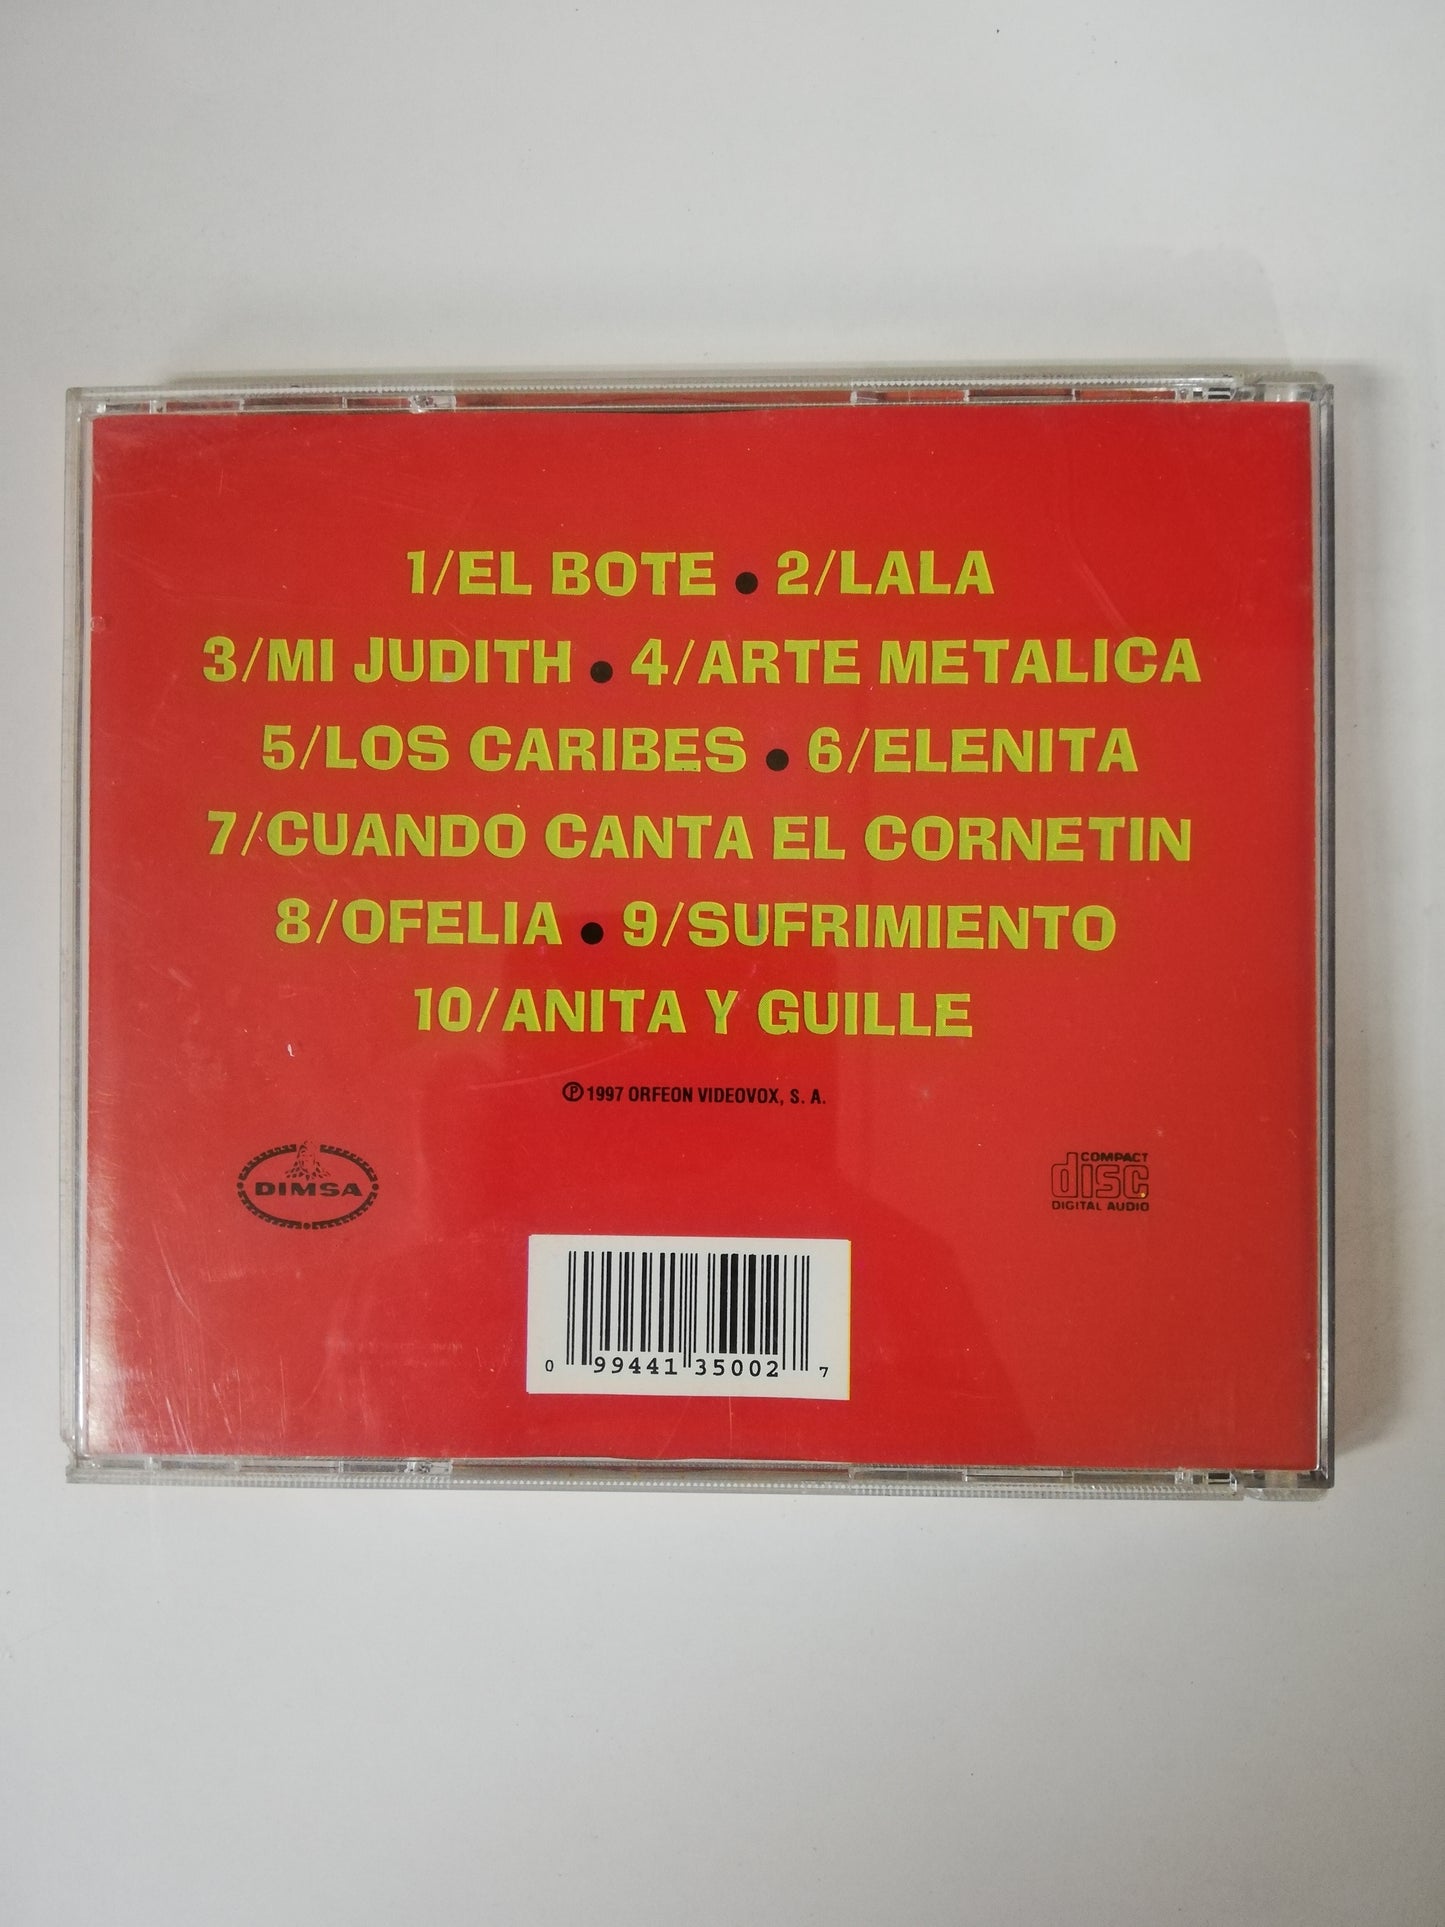 1/EL BOTE • 2/LALA
3/MI JUDITH • 4/ARTE METALICA
5/LOS CARIBES • 6/ELENITA
7/CUANDO CANTA EL CORNETIN
8/OFELIA • 9/SUFRIMIENTO
10/ANITA Y GUILLE
℗ 1997 ORFEON VIDEOVOX, S. A.
DIMSA
COMPACT
disc
DIGITAL AUDIO
0 99441 35002 7